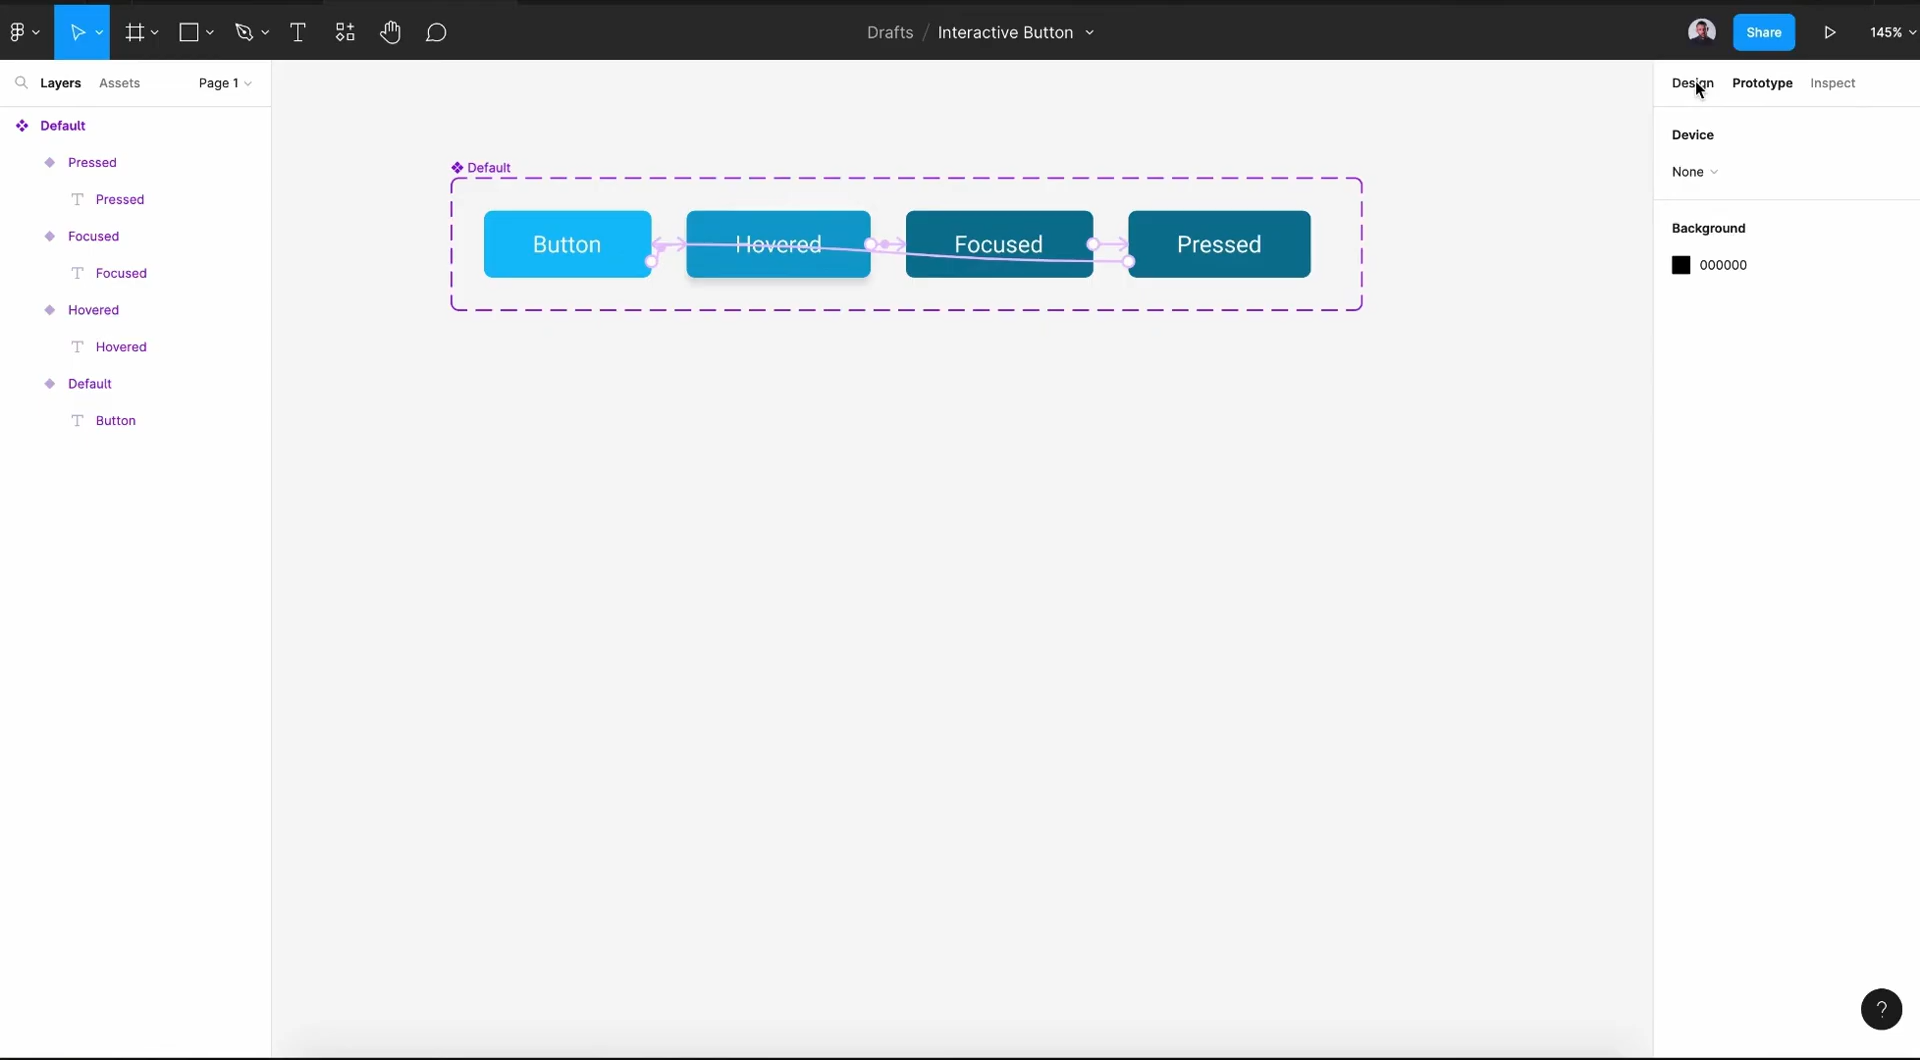 Drafts / Interactive Button
Share
145%
Layers Assets Page 1
Default
Pressed
Pressed
Focused
Focused
Hovered
Hovered
Default
Button
Default
Button Hovered Focused Pressed
Design Prototype Inspect
Device
None
Background
000000
?